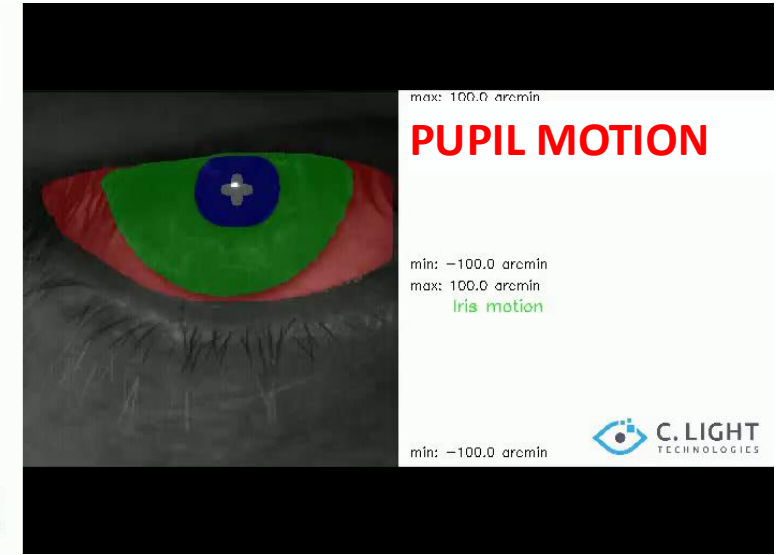 max: 100.0 arcmin
PUPIL MOTION
min: −100.0 arcmin
max: 100.0 arcmin
Iris motion
min: −100.0 arcmin
C. LIGHT
TECHNOLOGIES